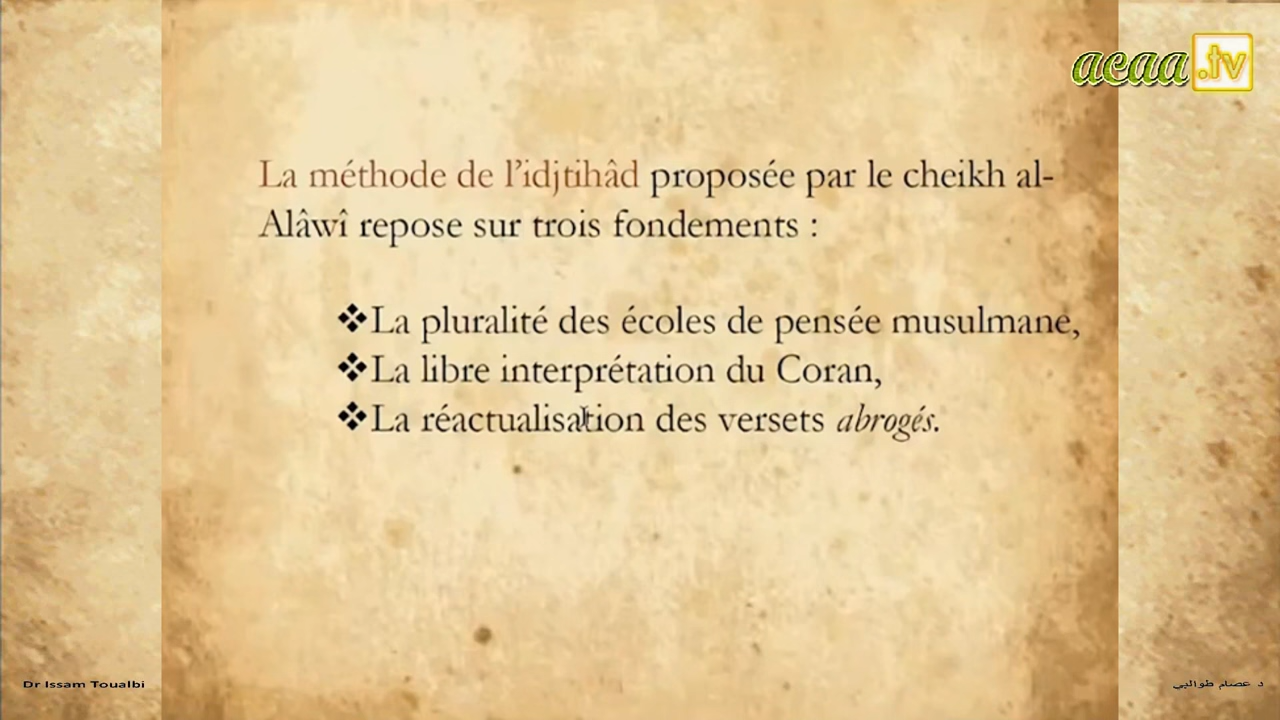 aeaa.tv
La méthode de l'idjtihâd proposée par le cheikh al-
Alâwî repose sur trois fondements :
❖La pluralité des écoles de pensée musulmane,
❖La libre interprétation du Coran,
❖La réactualisation des versets abrogés.
Dr Issam Toualbi
د عصام طوالبي